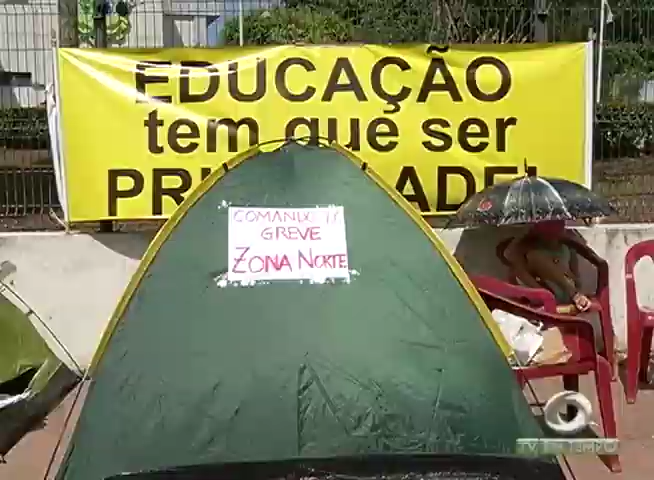 EDUCAÇÃO
tem que ser
COMANDO
GREVE
ZONA NORTE